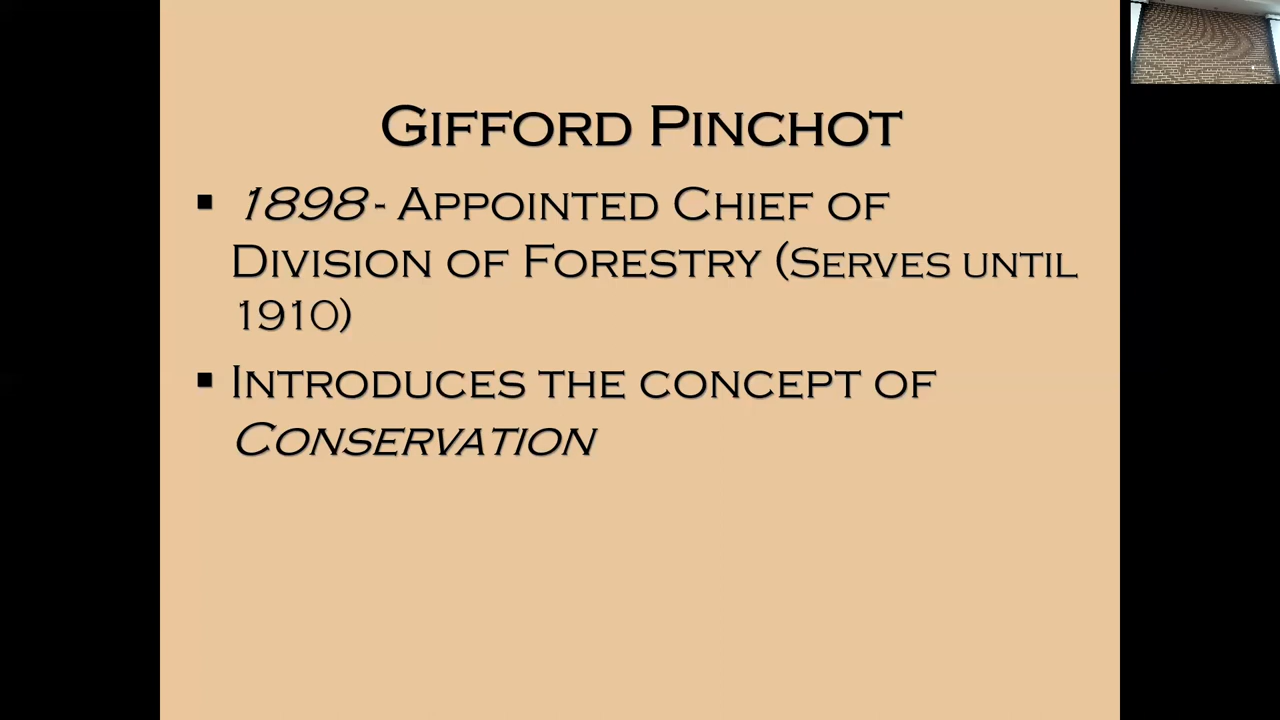 Gifford Pinchot
▪ 1898 - Appointed Chief of
Division of Forestry (Serves until
1910)
▪ Introduces the concept of
Conservation